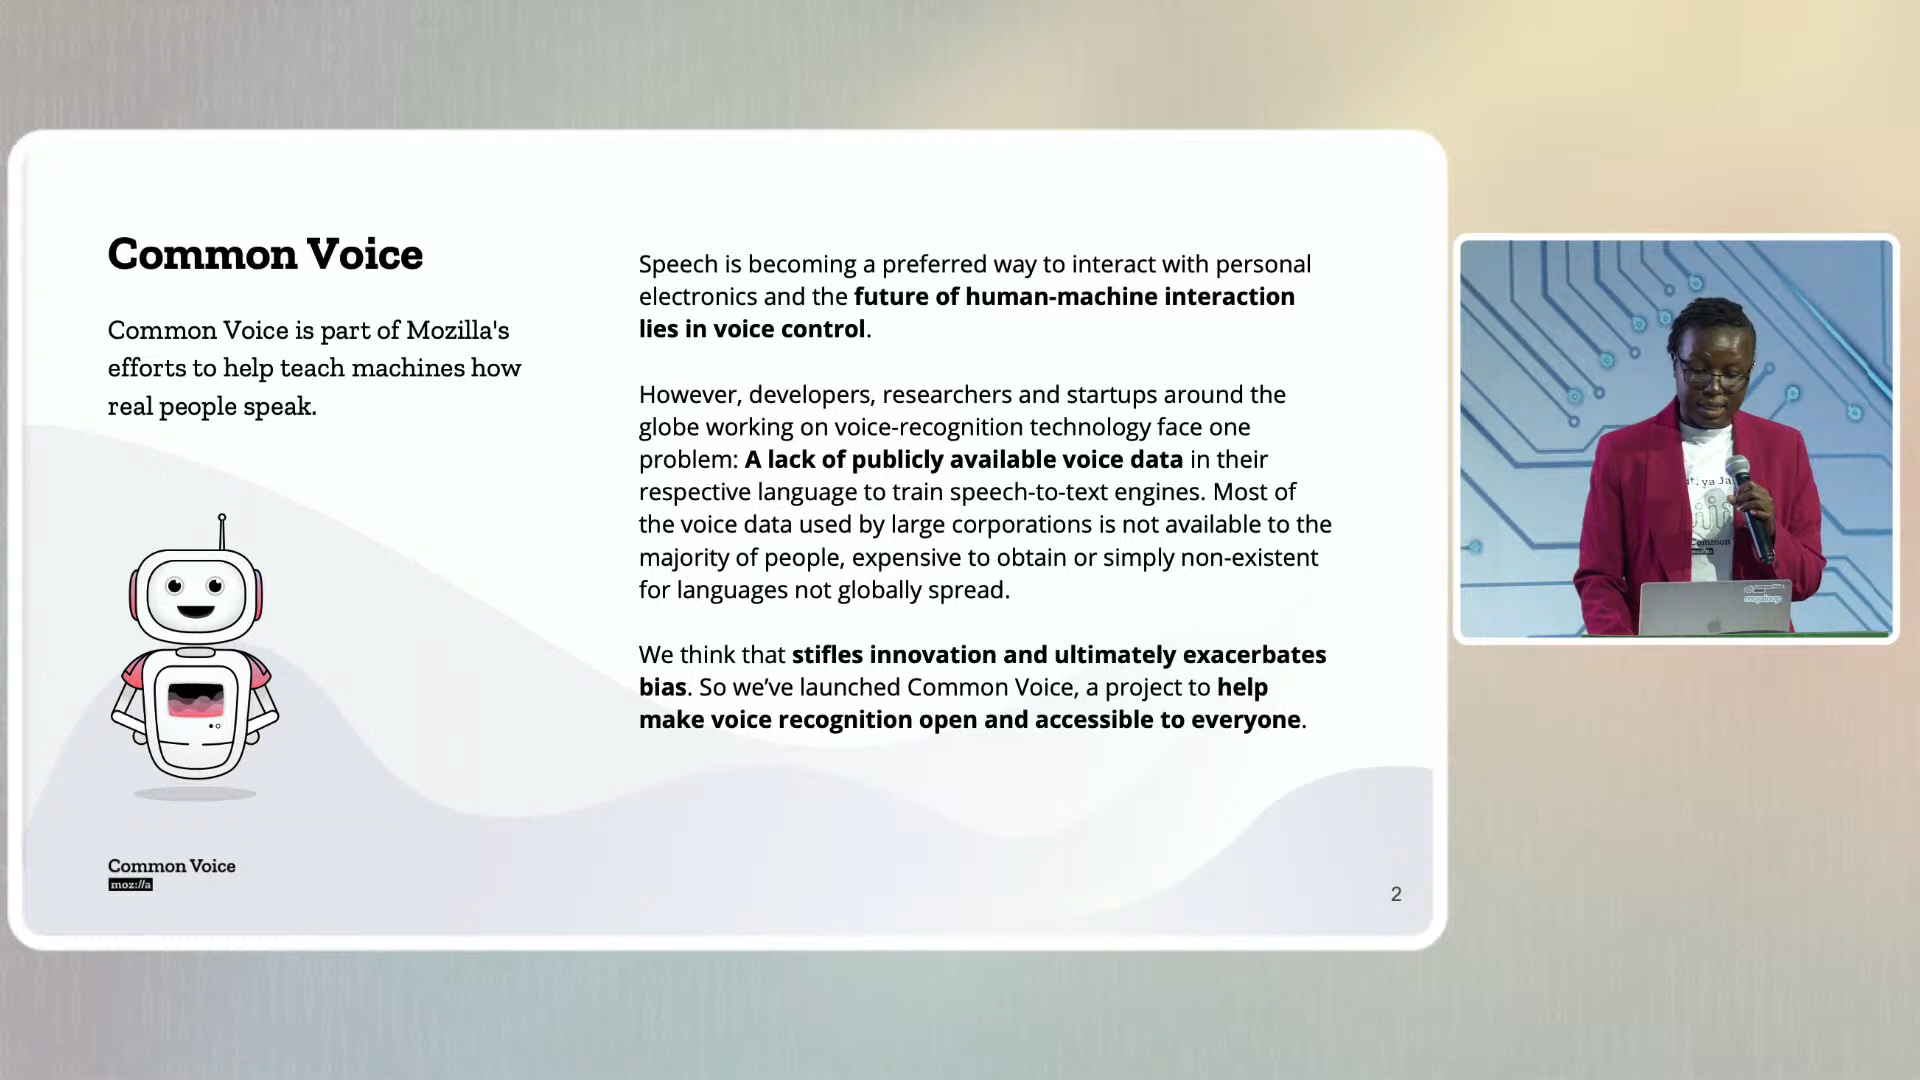 Common Voice
Common Voice is part of Mozilla's
efforts to help teach machines how
real people speak.
Speech is becoming a preferred way to interact with personal
electronics and the future of human-machine interaction
lies in voice control.
However, developers, researchers and startups around the
globe working on voice-recognition technology face one
problem: A lack of publicly available voice data in their
respective language to train speech-to-text engines. Most of
the voice data used by large corporations is not available to the
majority of people, expensive to obtain or simply non-existent
for languages not globally spread.
We think that stifles innovation and ultimately exacerbates
bias. So we’ve launched Common Voice, a project to help
make voice recognition open and accessible to everyone.
Common Voice
moz://a
2
ya
Common
mojaloop